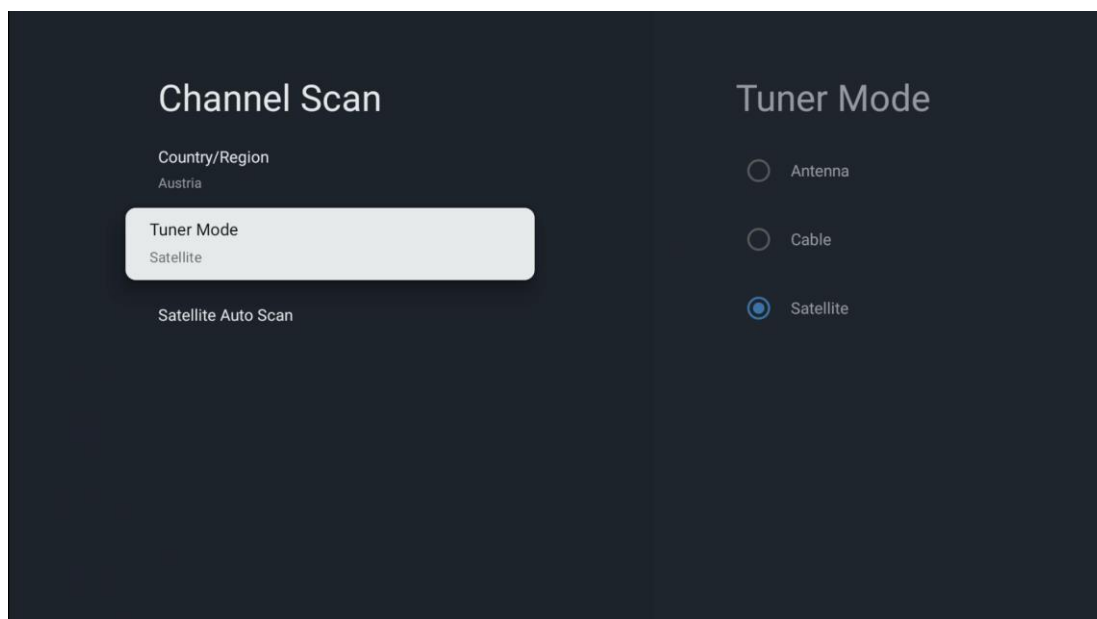 Channel Scan
Country/Region
Austria
Tuner Mode
Satellite
Satellite Auto Scan
Tuner Mode
Antenna
Cable
Satellite